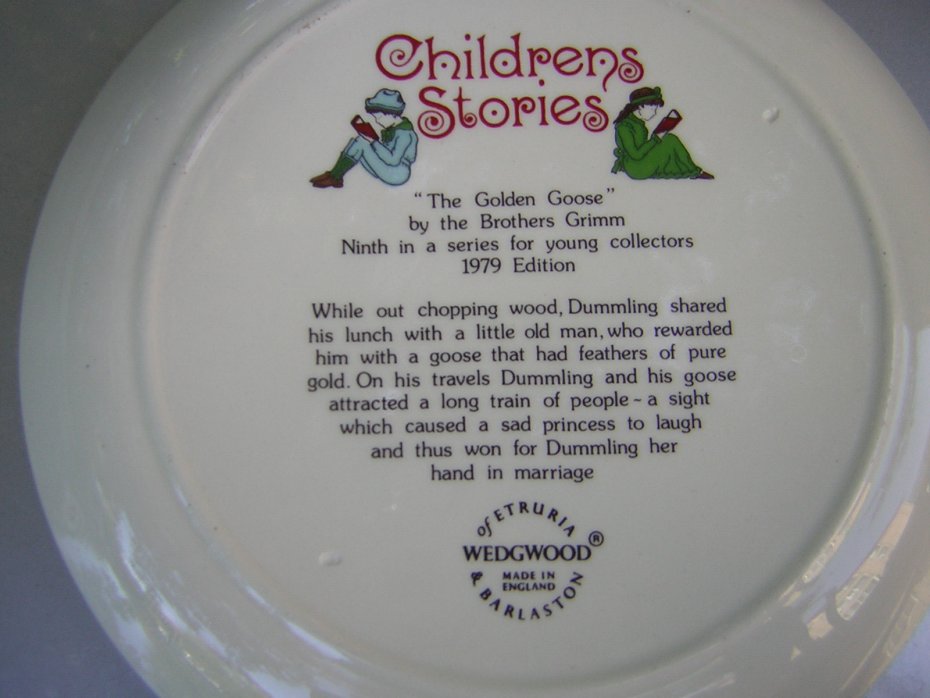 Childrens
Stories
“The Golden Goose”
by the Brothers Grimm
Ninth in a series for young collectors
1979 Edition
While out chopping wood, Dummling shared
his lunch with a little old man, who rewarded
him with a goose that had feathers of pure
gold. On his travels Dummling and his goose
attracted a long train of people ~ a sight
which caused a sad princess to laugh
and thus won for Dummling her
hand in marriage
of ETRURIA
WEDGWOOD®
MADE IN
ENGLAND
& BARLASTON